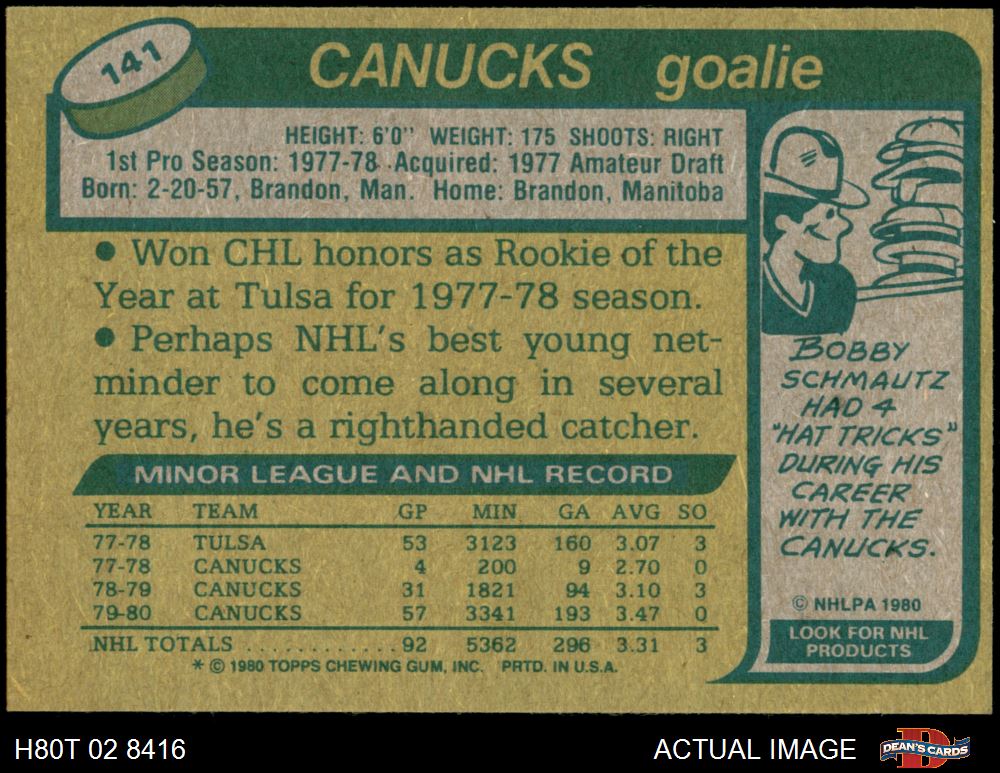 141
CANUCKS goalie
HEIGHT: 6'0" WEIGHT: 175 SHOOTS: RIGHT
1st Pro Season: 1977-78 Acquired: 1977 Amateur Draft
Born: 2-20-57, Brandon, Man. Home: Brandon, Manitoba
● Won CHL honors as Rookie of the
Year at Tulsa for 1977-78 season.
● Perhaps NHL's best young net-
minder to come along in several
years, he's a righthanded catcher.
MINOR LEAGUE AND NHL RECORD
YEAR TEAM GP MIN GA AVG SO
77-78 TULSA 53 3123 160 3.07 3
77-78 CANUCKS 4 200 9 2.70 0
78-79 CANUCKS 31 1821 94 3.10 3
79-80 CANUCKS 57 3341 193 3.47 0
NHL TOTALS ............ 92 5362 296 3.31 3
* © 1980 TOPPS CHEWING GUM, INC. PRTD. IN U.S.A.
BOBBY
SCHMAUTZ
HAD 4
"HAT TRICKS"
DURING HIS
CAREER
WITH THE
CANUCKS.
© NHLPA 1980
LOOK FOR NHL
PRODUCTS
H80T 02 8416
ACTUAL IMAGE
DEAN'S CARDS